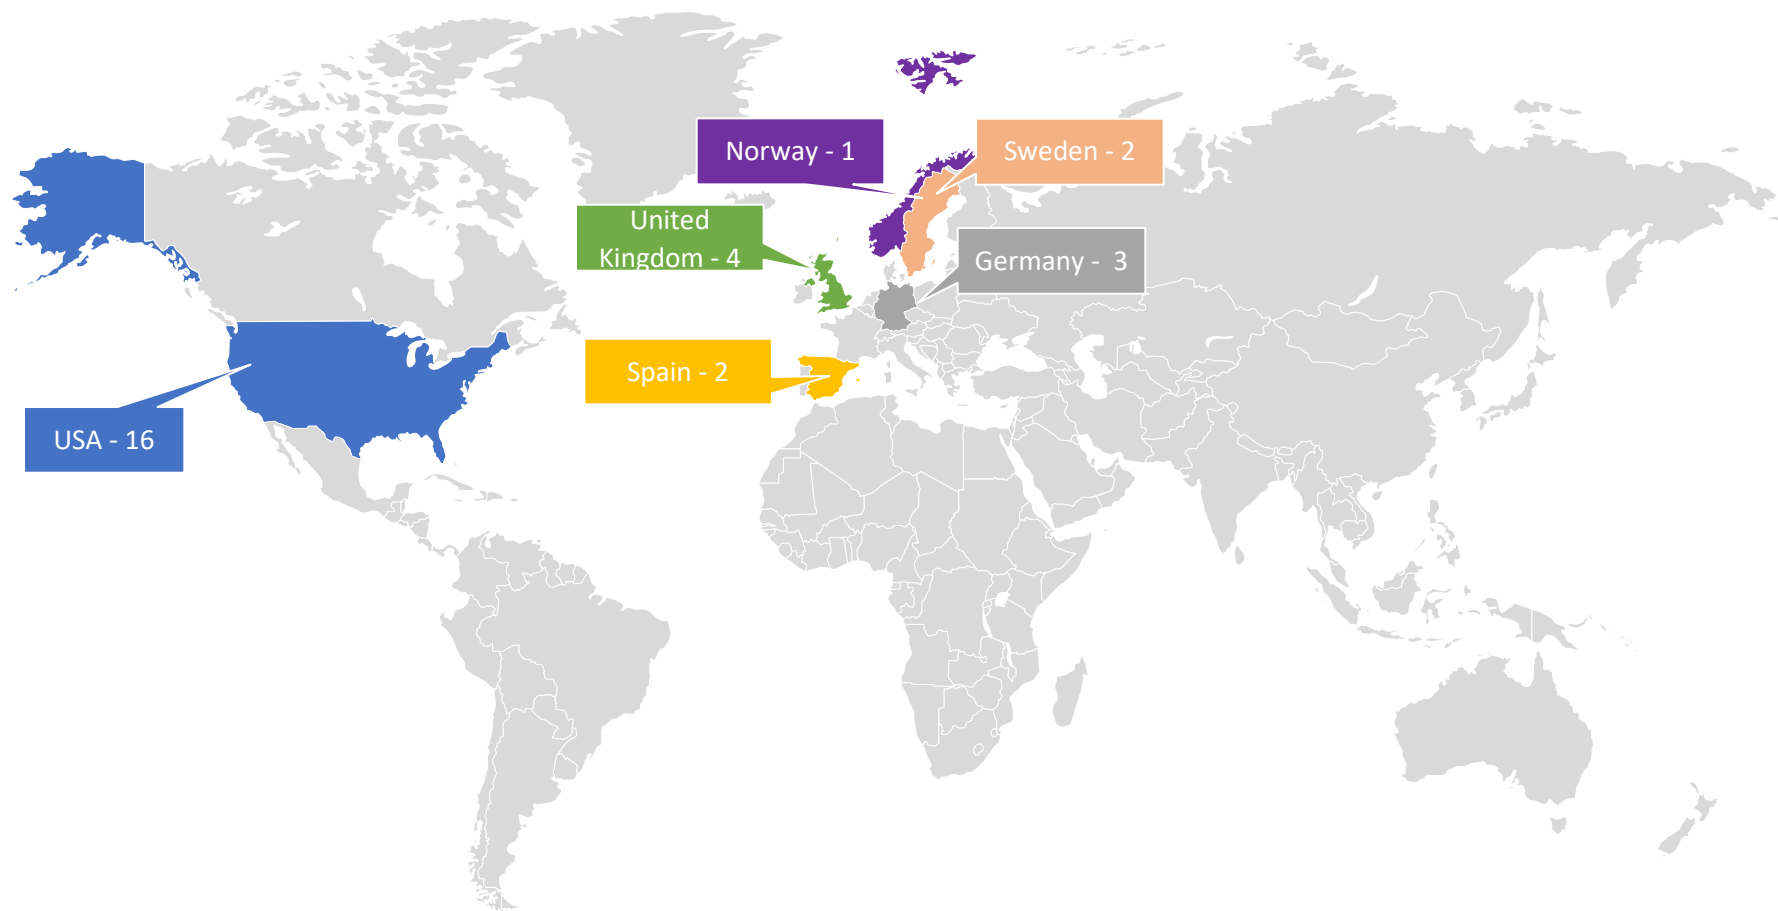 Norway - 1
Sweden - 2
United
Kingdom - 4
Germany -  3
Spain - 2
USA - 16